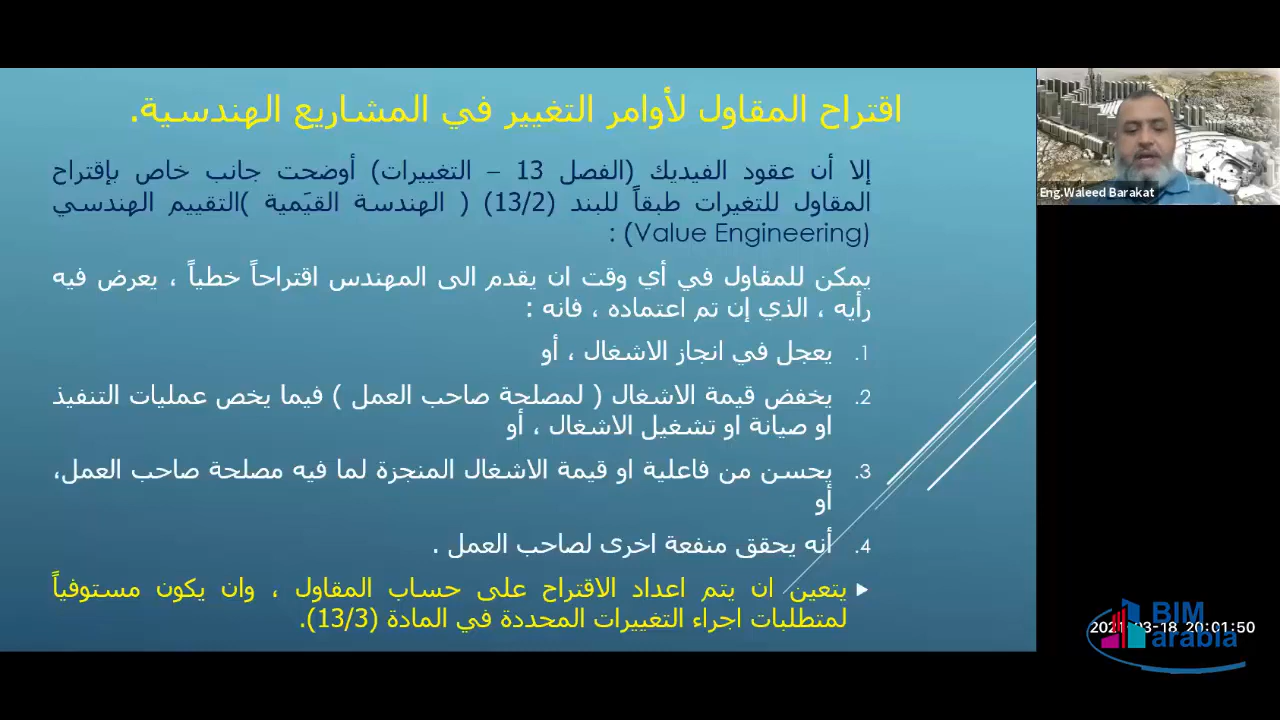 اقتراح المقاول لأوامر التغيير في المشاريع الهندسية.
إلا أن عقود الفيديك (الفصل 13 – التغييرات) أوضحت جانب خاص بإقتراح
المقاول للتغيرات طبقاً للبند (13/2) ( الهندسة القيَمية )التقييم الهندسي
(Value Engineering) :
يمكن للمقاول في أي وقت ان يقدم الى المهندس اقتراحاً خطياً ، يعرض فيه
رأيه ، الذي إن تم اعتماده ، فانه :
1. يعجل في انجاز الاشغال ، أو
2. يخفض قيمة الاشغال ( لمصلحة صاحب العمل ) فيما يخص عمليات التنفيذ
او صيانة او تشغيل الاشغال ، أو
3. يحسن من فاعلية او قيمة الاشغال المنجزة لما فيه مصلحة صاحب العمل،
أو
4. أنه يحقق منفعة اخرى لصاحب العمل .
يتعين ان يتم اعداد الاقتراح على حساب المقاول ، وان يكون مستوفياً
لمتطلبات اجراء التغييرات المحددة في المادة (13/3).
Eng.Waleed Barakat
BIM
arabia
2021-03-18 20:01:50